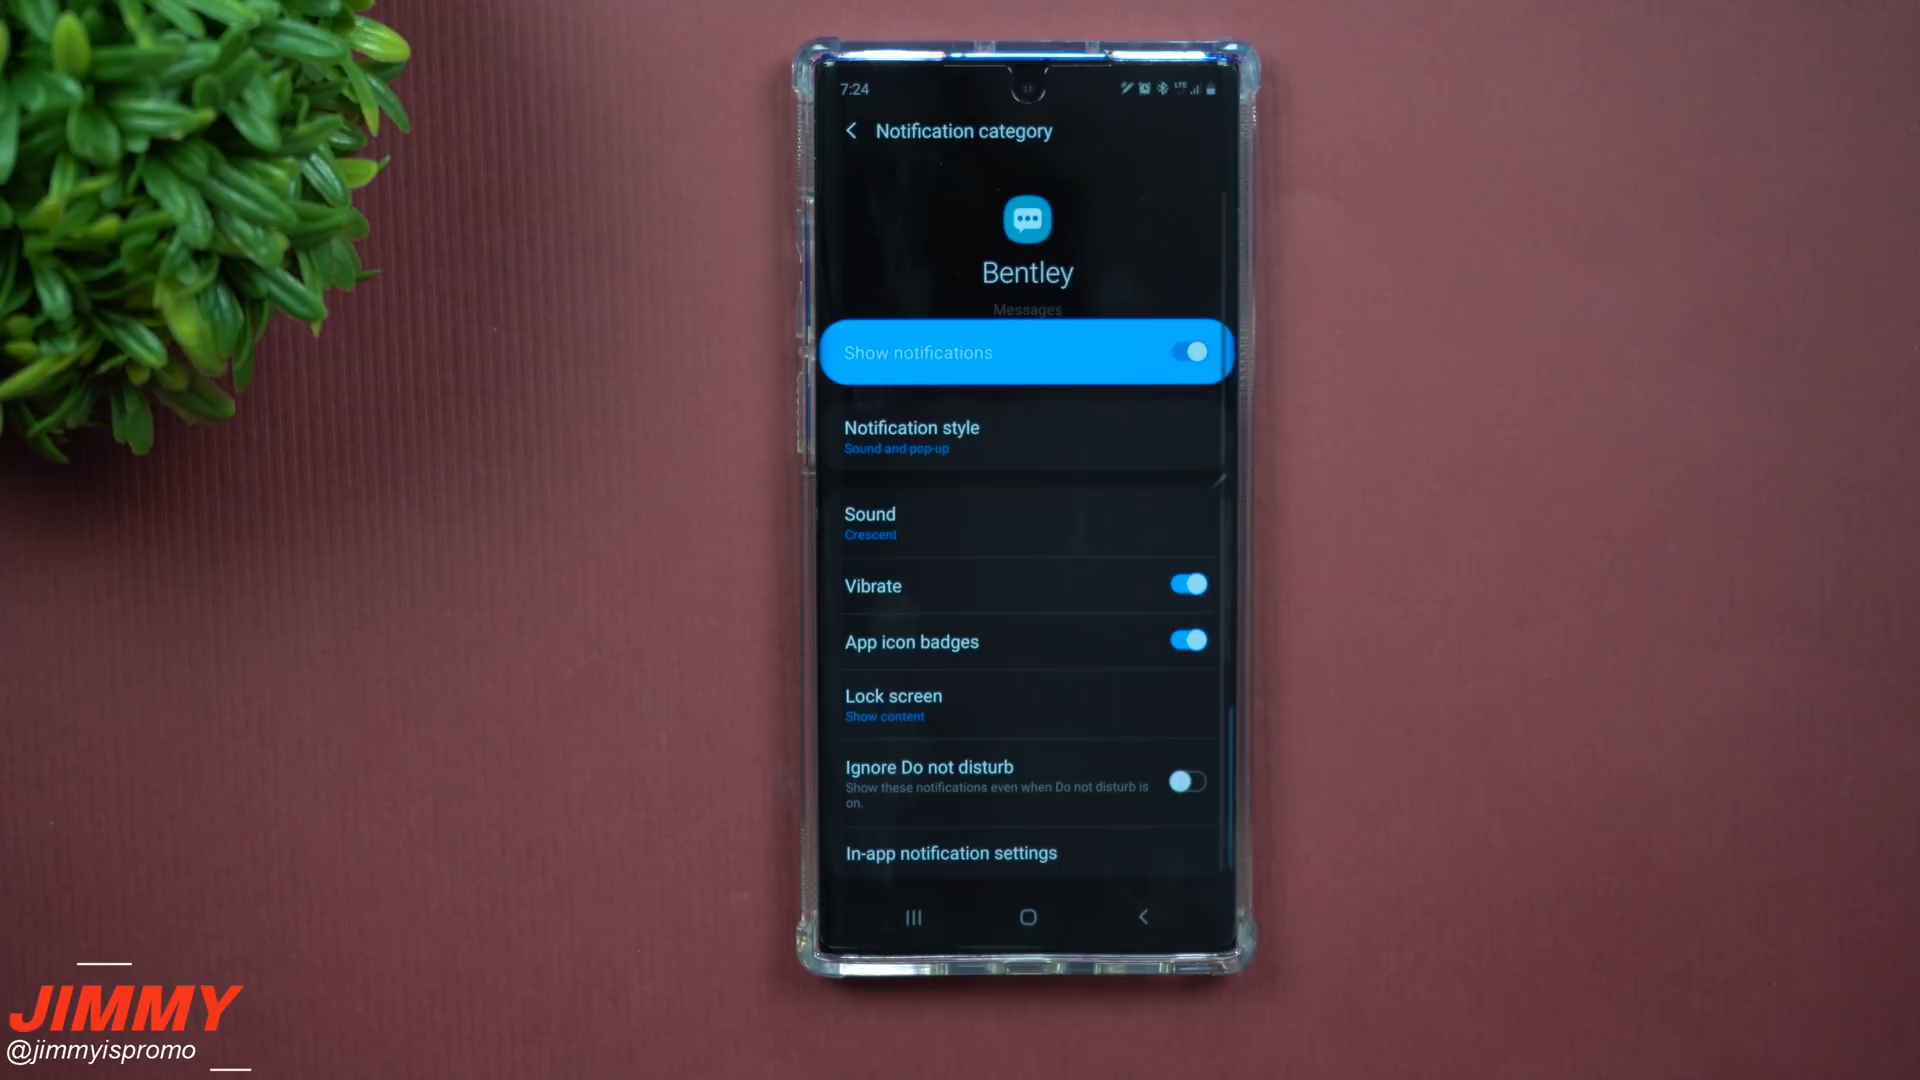 7:24
LTE
Notification category
Bentley
Messages
Show notifications
Notification style
Sound and pop-up
Sound
Crescent
Vibrate
App icon badges
Lock screen
Show content
Ignore Do not disturb
Show these notifications even when Do not disturb is
on.
In-app notification settings
JIMMY
@jimmyispromo